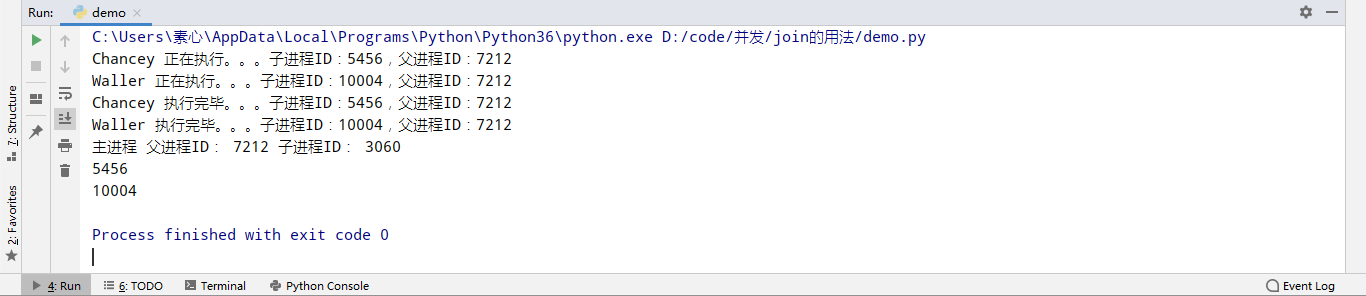 Run: demo
C:\Users\素心\AppData\Local\Programs\Python\Python36\python.exe D:/code/并发/join的用法/demo.py
Chancey 正在执行。。。子进程ID：5456，父进程ID：7212
Waller 正在执行。。。子进程ID：10004，父进程ID：7212
Chancey 执行完毕。。。子进程ID：5456，父进程ID：7212
Waller 执行完毕。。。子进程ID：10004，父进程ID：7212
主进程 父进程ID： 7212 子进程ID： 3060
5456
10004
Process finished with exit code 0
7: Structure
2: Favorites
4: Run 6: TODO Terminal Python Console Event Log